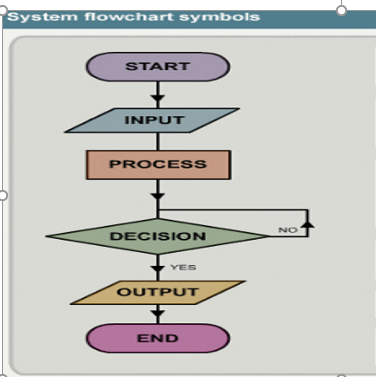 System flowchart symbols
START
INPUT
PROCESS
DECISION
NO
YES
OUTPUT
END